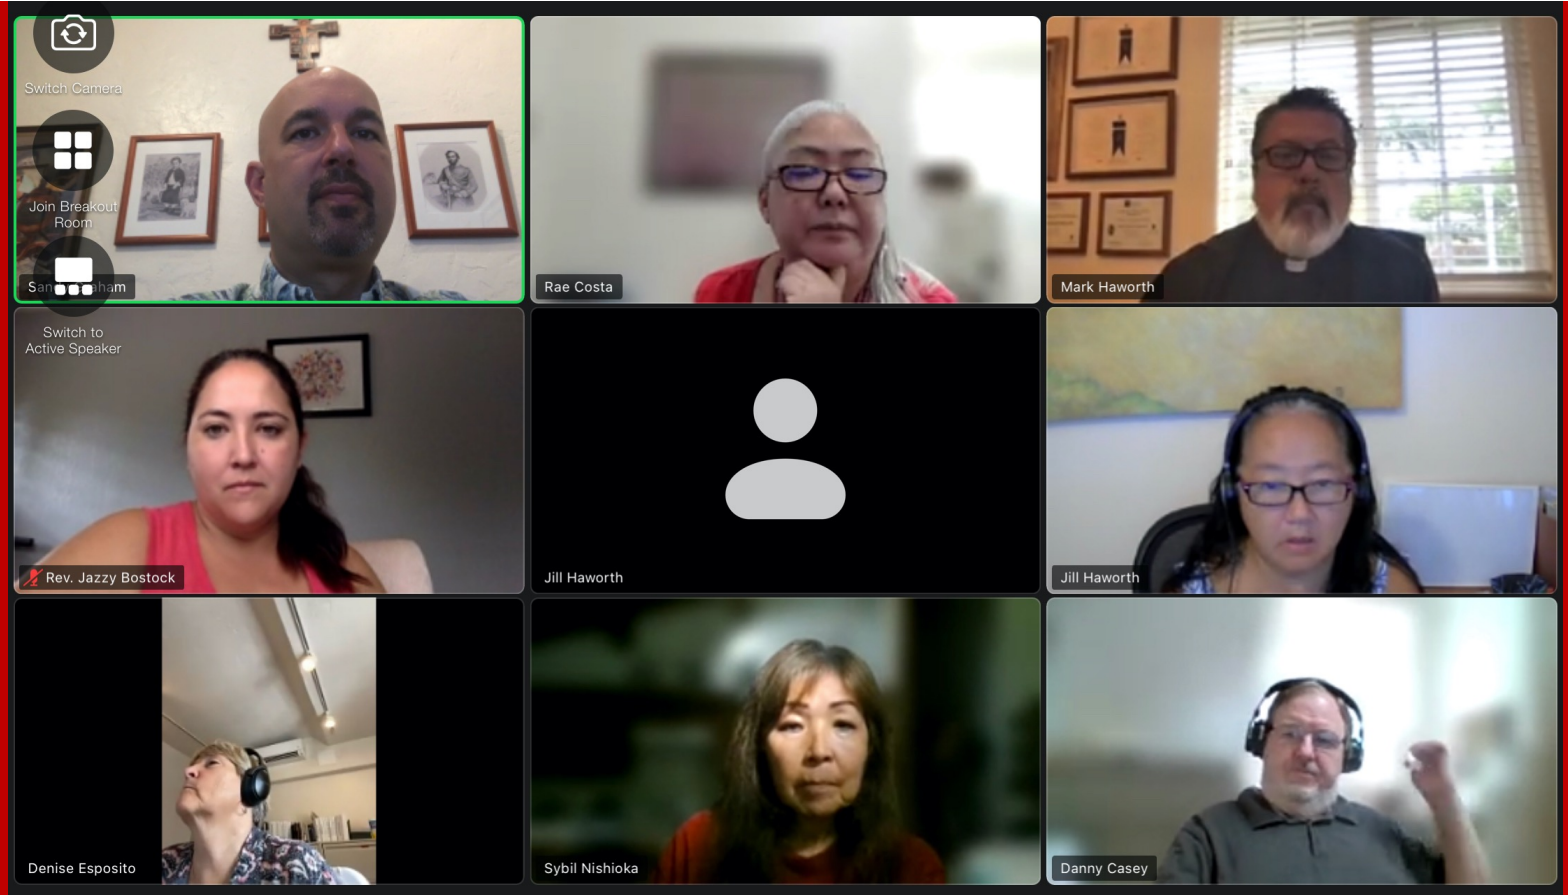 Switch Camera
Join Breakout
Room
Switch to
Active Speaker
Rae Costa
Mark Haworth
Rev. Jazzy Bostock
Jill Haworth
Jill Haworth
Denise Esposito
Sybil Nishioka
Danny Casey